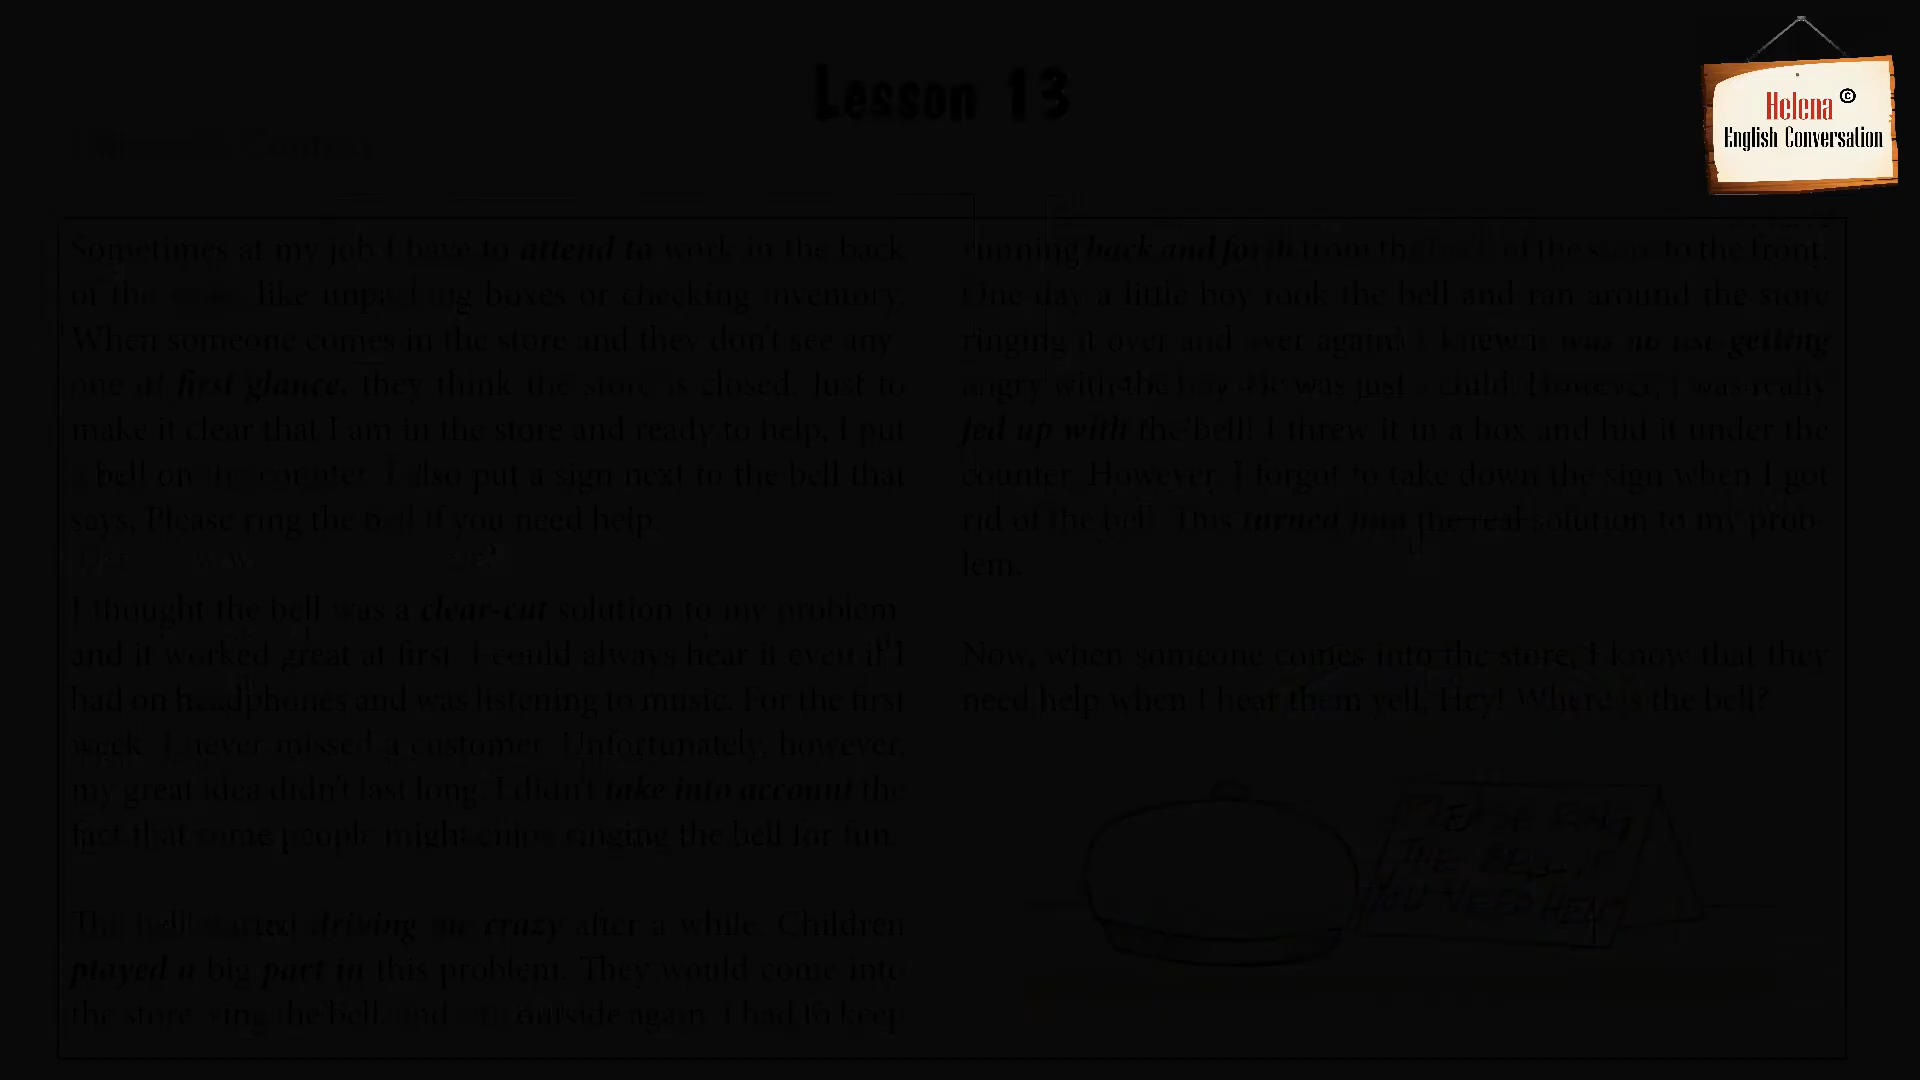 Lesson 13
Helena ©
English Conversation
Sometimes at my job I have to attend to work in the back
of the store, like unpacking boxes or checking inventory.
When someone comes in the store and they don't see any-
one at first glance, they think the store is closed. Just to
make it clear that I am in the store and ready to help, I put
a bell on the counter. I also put a sign next to the bell that
says, Please ring the bell if you need help.
I thought the bell was a clear-cut solution to my problem
and it worked great at first. I could always hear it even if I
had on headphones and was listening to music. For the first
week, I never missed a customer. Unfortunately, however,
my great idea didn't last long. I didn't take into account the
fact that some people might enjoy ringing the bell for fun.
The bell started driving me crazy after a while. Children
played a big part in this problem. They would come into
the store, ring the bell, and run outside again. I had to keep
running back and forth from the back of the store to the front.
One day a little boy took the bell and ran around the store
ringing it over and over again! I knew it was no use getting
angry with the boy. He was just a child. However, I was really
fed up with the bell! I threw it in a box and hid it under the
counter. However, I forgot to take down the sign when I got
rid of the bell. This turned into the real solution to my prob-
lem.
Now, when someone comes into the store, I know that they
need help when I hear them yell, Hey! Where is the bell?
PLEASE RING
THE BELL IF
YOU NEED HELP